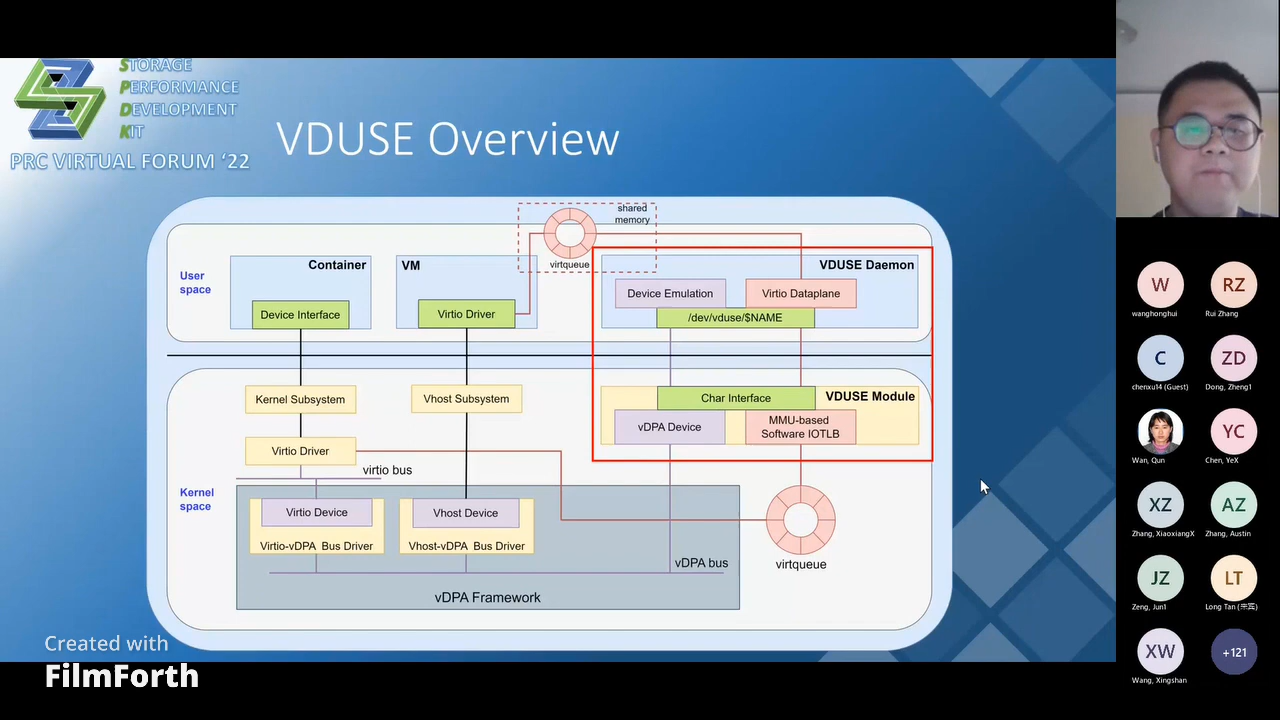 STORAGE
PERFORMANCE
DEVELOPMENT
KIT
PRC VIRTUAL FORUM ‘22
VDUSE Overview
shared
memory
virtqueue
User
space
Container
Device Interface
VM
Virtio Driver
VDUSE Daemon
Device Emulation
Virtio Dataplane
/dev/vduse/$NAME
Kernel Subsystem
Vhost Subsystem
Char Interface
VDUSE Module
vDPA Device
MMU-based
Software IOTLB
Virtio Driver
virtio bus
Kernel
space
Virtio Device
Virtio-vDPA Bus Driver
Vhost Device
Vhost-vDPA Bus Driver
vDPA bus
virtqueue
vDPA Framework
Created with
FilmForth
W
wanghonghui
RZ
Rui Zhang
C
chenxu14 (Guest)
ZD
Dong, Zheng1
Wan, Qun
YC
Chen, YeX
XZ
Zhang, XiaoxiangX
AZ
Zhang, Austin
JZ
Zeng, Jun1
LT
Long Tan
XW
Wang, Xingshan
+121